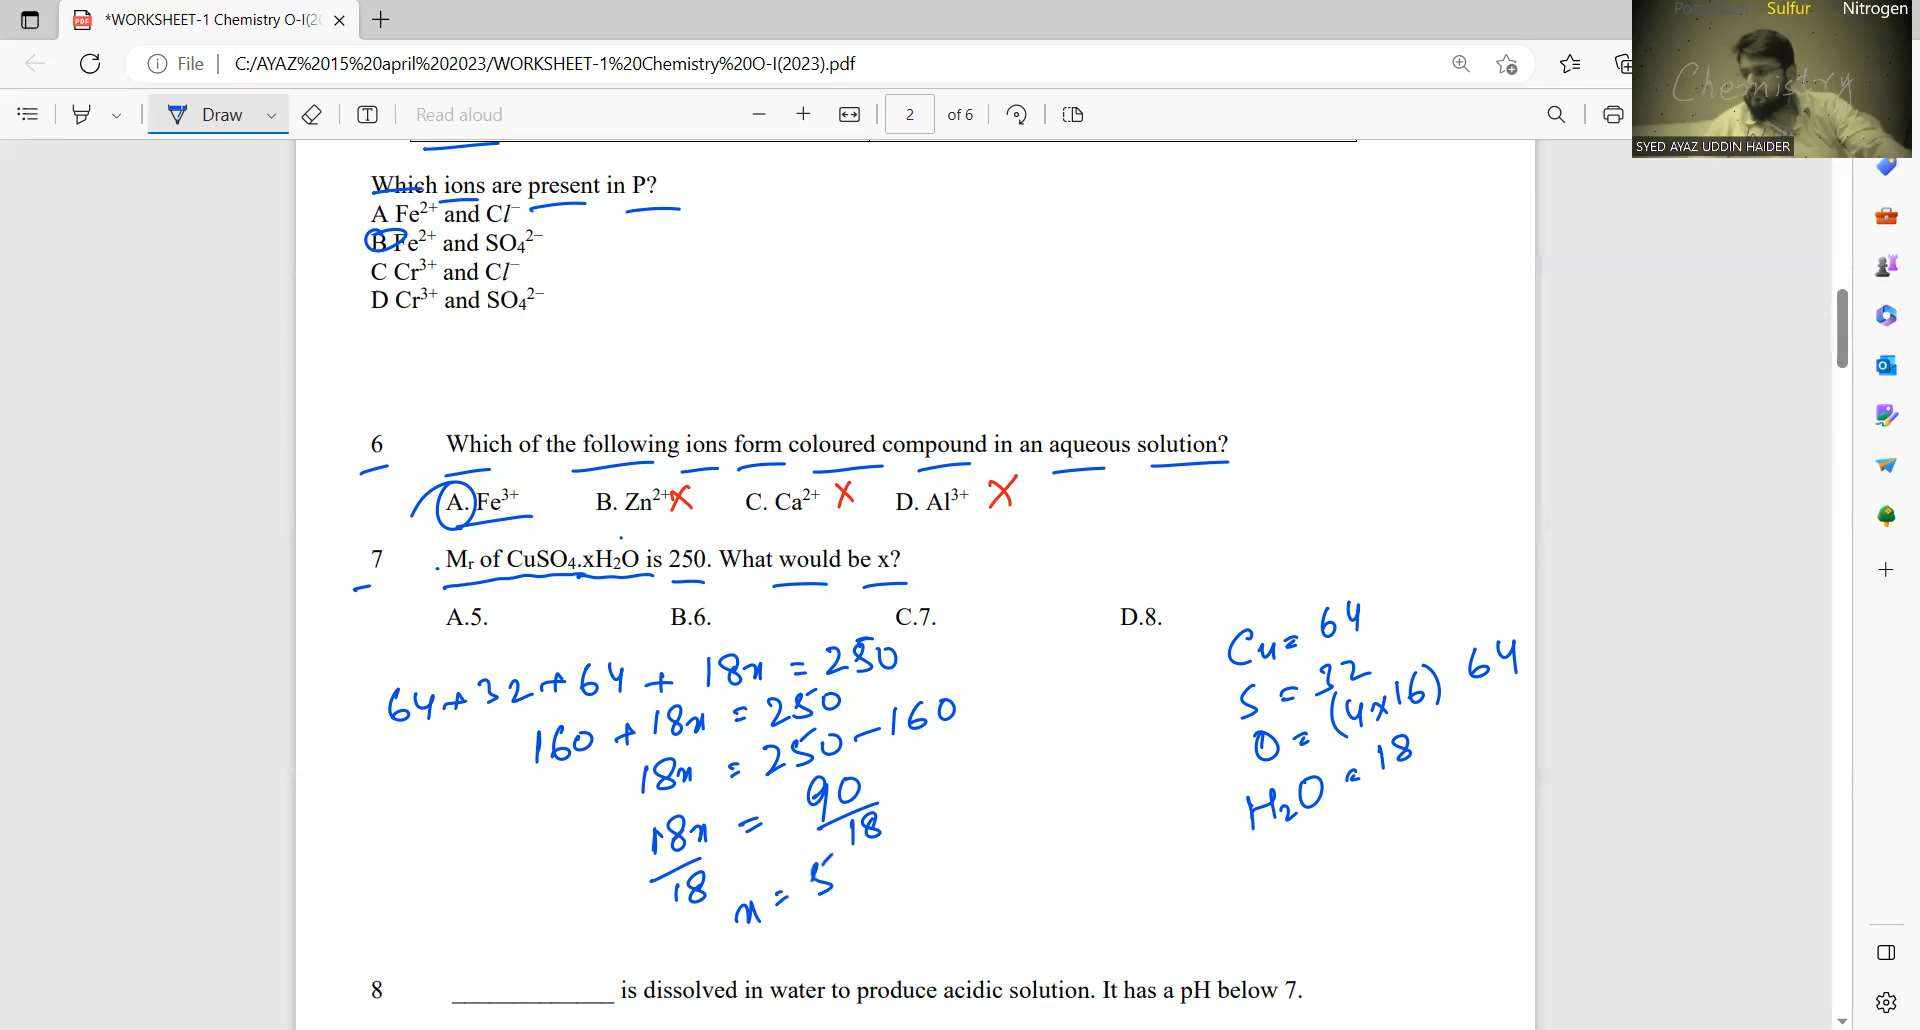 *WORKSHEET-1 Chemistry O-I(20
Sulfur
Nitrogen
File
C:/AYAZ%2015%20april%202023/WORKSHEET-1%20Chemistry%20O-I(2023).pdf
Chemistry
Draw
Read aloud
2
of 6
SYED AYAZ UDDIN HAIDER
Which ions are present in P?
A Fe²⁺ and Cl⁻
B Fe²⁺ and SO₄²⁻
C Cr³⁺ and Cl⁻
D Cr³⁺ and SO₄²⁻
6 Which of the following ions form coloured compound in an aqueous solution?
A. Fe³⁺ B. Zn²⁺ C. Ca²⁺ D. Al³⁺
7 Mᵣ of CuSO₄.xH₂O is 250. What would be x?
A.5. B.6. C.7. D.8.
64+32+64 + 18x = 250
160 + 18x = 250
18x = 250-160
18x/18 = 90/18
x = 5
Cu = 64
S = 32
O = (4×16) 64
H₂O = 18
8 ____________ is dissolved in water to produce acidic solution. It has a pH below 7.